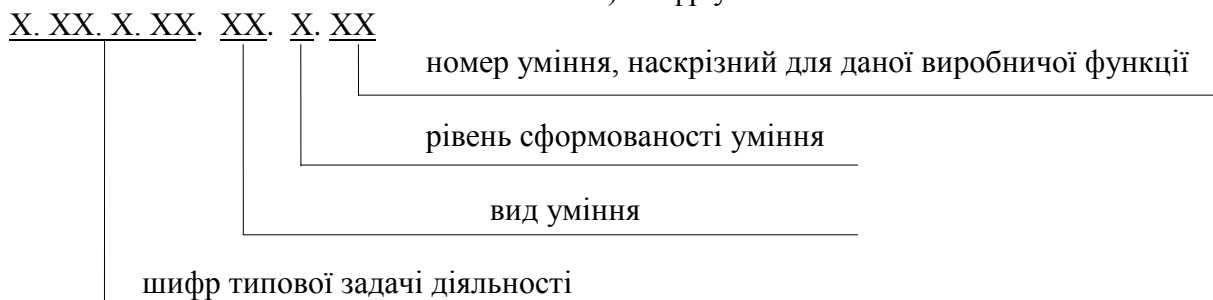 Х. ХХ. Х. ХХ. ХХ. Х. ХХ
номер уміння, наскрізний для даної виробничої функції
рівень сформованості уміння
вид уміння
шифр типової задачі діяльності